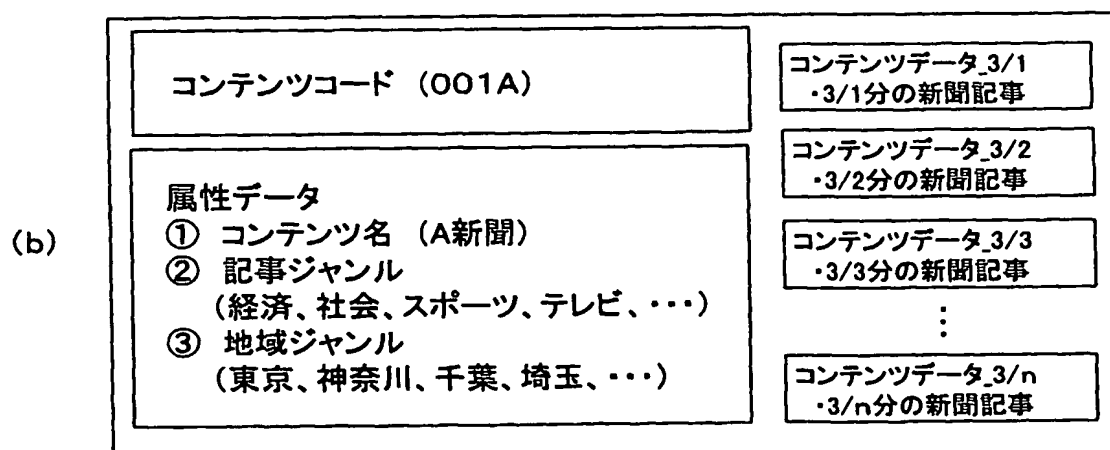 (b)
コンテンツコード (001A)
属性データ
① コンテンツ名 (A新聞)
② 記事ジャンル
(経済、社会、スポーツ、テレビ、・・・)
③ 地域ジャンル
(東京、神奈川、千葉、埼玉、・・・)
コンテンツデータ_3/1
・3/1分の新聞記事
コンテンツデータ_3/2
・3/2分の新聞記事
コンテンツデータ_3/3
・3/3分の新聞記事
⋮
コンテンツデータ_3/n
・3/n分の新聞記事